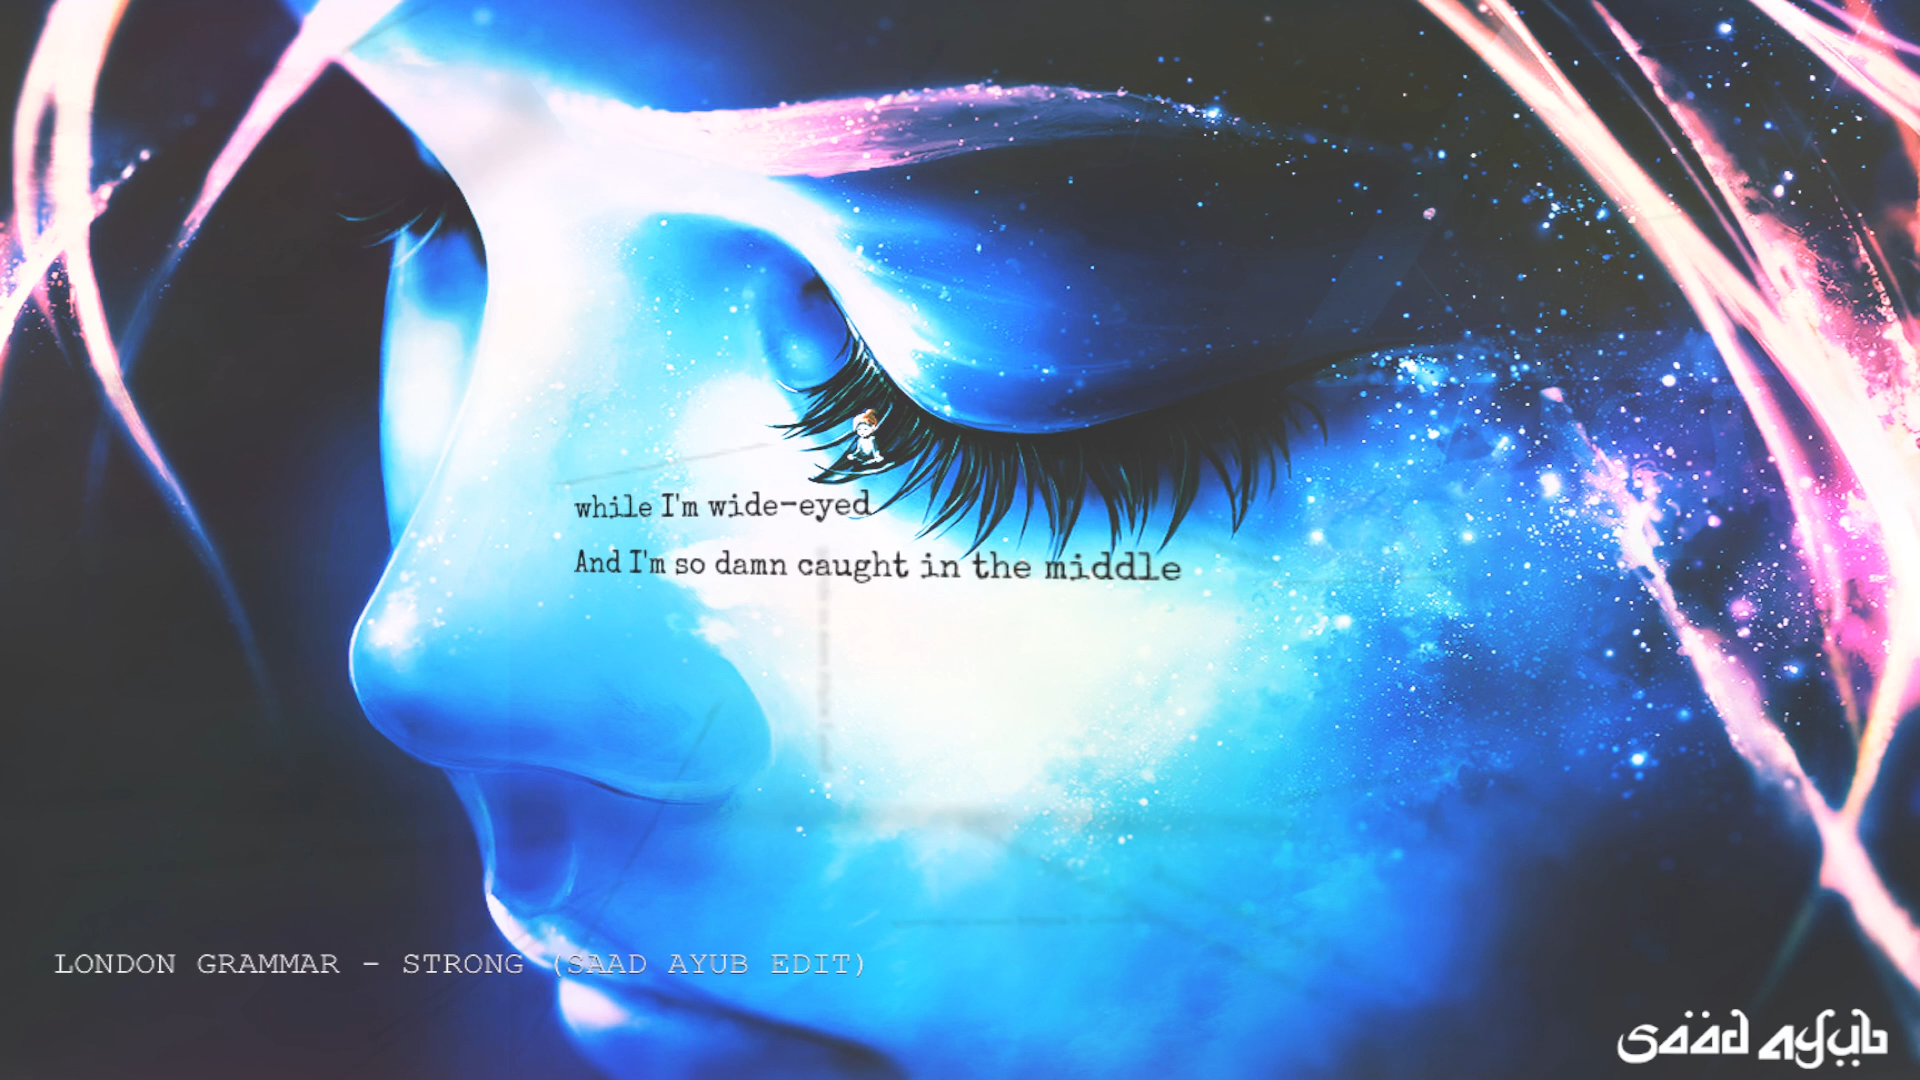 while I'm wide-eyed
And I'm so damn caught in the middle
LONDON GRAMMAR - STRONG (SAAD AYUB EDIT)
saad ayub